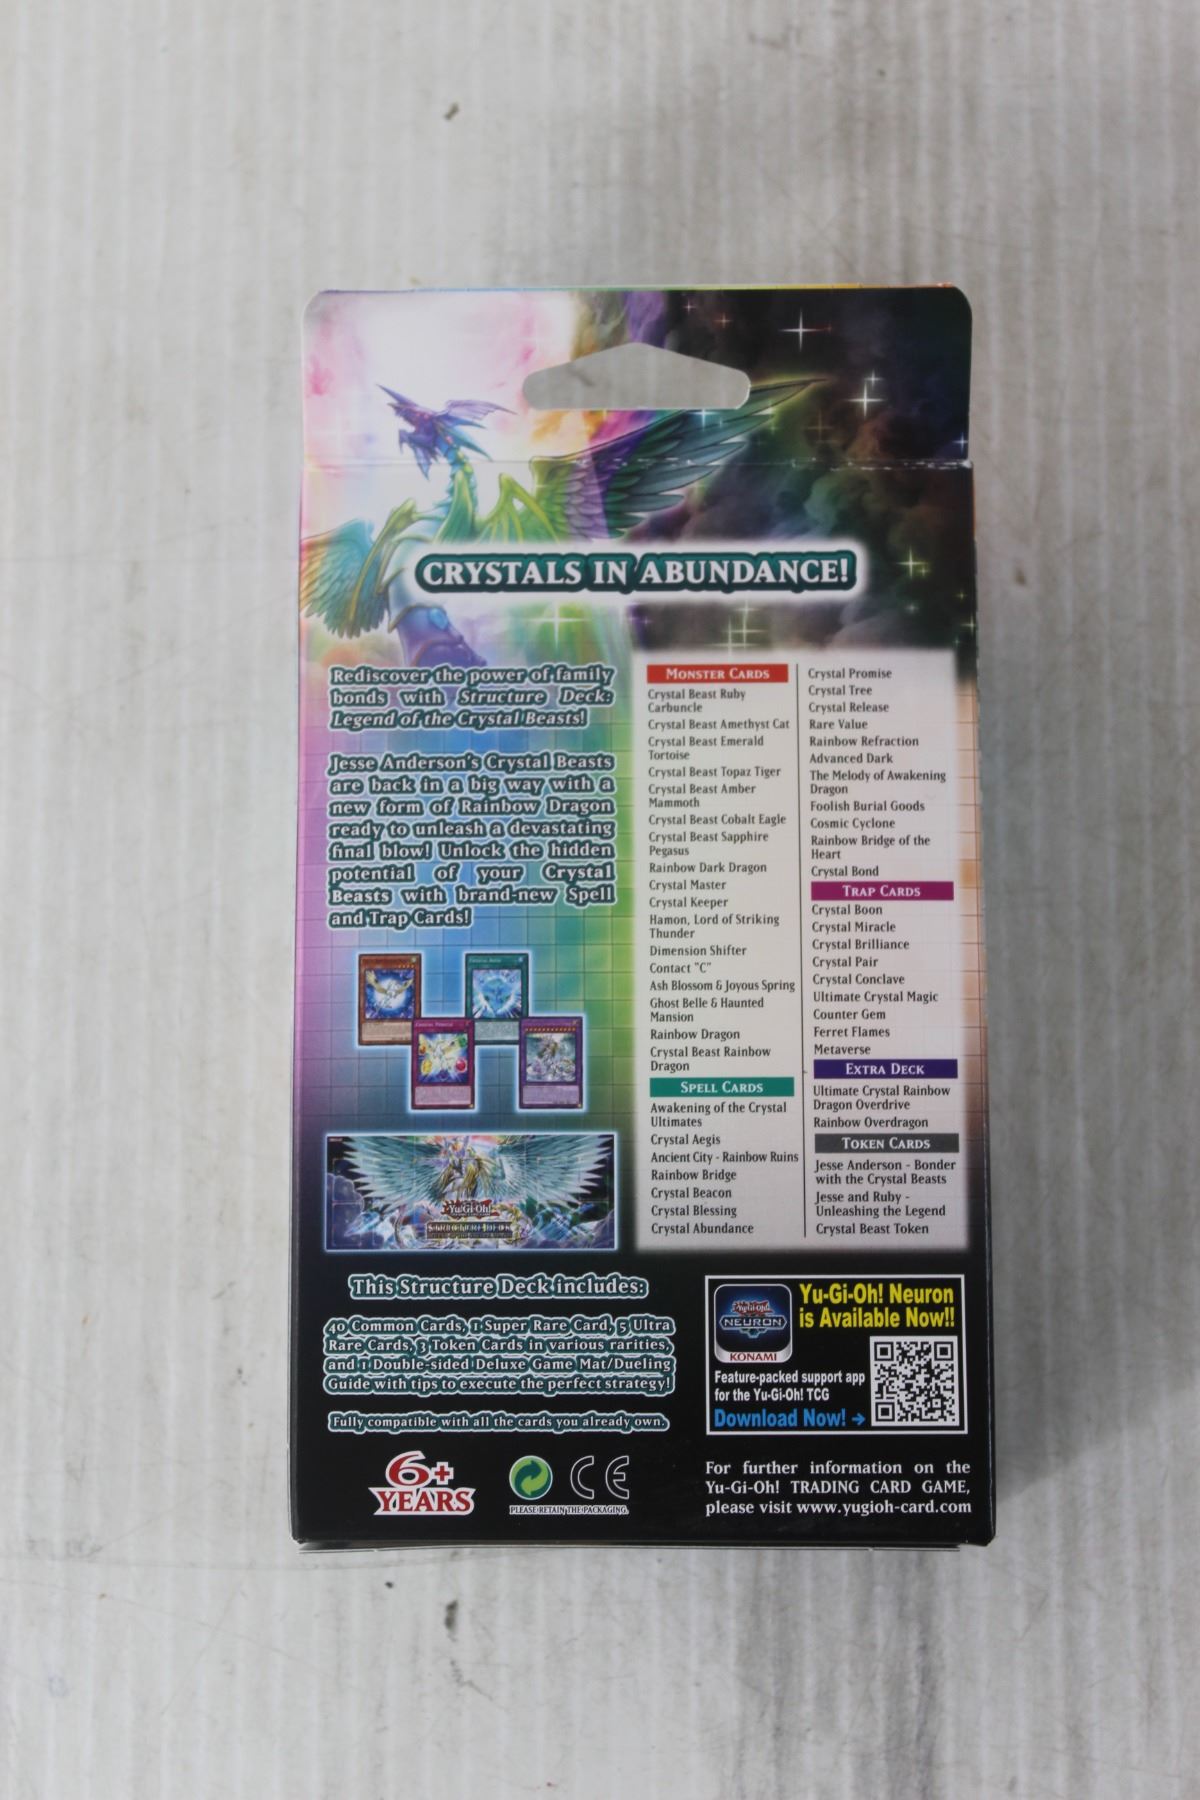 CRYSTALS IN ABUNDANCE!
Rediscover the power of family
bonds with Structure Deck:
Legend of the Crystal Beasts!
Jesse Anderson's Crystal Beasts
are back in a big way with a
new form of Rainbow Dragon
ready to unleash a devastating
final blow! Unlock the hidden
potential of your Crystal
Beasts with brand-new Spell
and Trap Cards!
MONSTER CARDS
Crystal Beast Ruby
Carbuncle
Crystal Beast Amethyst Cat
Crystal Beast Emerald
Tortoise
Crystal Beast Topaz Tiger
Crystal Beast Amber
Mammoth
Crystal Beast Cobalt Eagle
Crystal Beast Sapphire
Pegasus
Rainbow Dark Dragon
Crystal Master
Crystal Keeper
Hamon, Lord of Striking
Thunder
Dimension Shifter
Contact "C"
Ash Blossom & Joyous Spring
Ghost Belle & Haunted
Mansion
Rainbow Dragon
Crystal Beast Rainbow
Dragon
SPELL CARDS
Awakening of the Crystal
Ultimates
Crystal Aegis
Ancient City - Rainbow Ruins
Rainbow Bridge
Crystal Beacon
Crystal Blessing
Crystal Abundance
Crystal Promise
Crystal Tree
Crystal Release
Rare Value
Rainbow Refraction
Advanced Dark
The Melody of Awakening
Dragon
Foolish Burial Goods
Cosmic Cyclone
Rainbow Bridge of the
Heart
Crystal Bond
TRAP CARDS
Crystal Boon
Crystal Miracle
Crystal Brilliance
Crystal Pair
Crystal Conclave
Ultimate Crystal Magic
Counter Gem
Ferret Flames
Metaverse
EXTRA DECK
Ultimate Crystal Rainbow
Dragon Overdrive
Rainbow Overdragon
TOKEN CARDS
Jesse Anderson - Bonder
with the Crystal Beasts
Jesse and Ruby -
Unleashing the Legend
Crystal Beast Token
CRYSTAL AEGIS
CRYSTAL MIRACLE
Yu-Gi-Oh!
STRUCTURE DECK
This Structure Deck includes:
40 Common Cards, 1 Super Rare Card, 5 Ultra
Rare Cards, 3 Token Cards in various rarities,
and 1 Double-sided Deluxe Game Mat/Dueling
Guide with tips to execute the perfect strategy!
Fully compatible with all the cards you already own.
6+
YEARS
CE
PLEASE RETAIN THE PACKAGING.
Yu-Gi-Oh!
NEURON
KONAMI
Yu-Gi-Oh! Neuron
is Available Now!!
Feature-packed support app
for the Yu-Gi-Oh! TCG
Download Now! →
For further information on the
Yu-Gi-Oh! TRADING CARD GAME,
please visit www.yugioh-card.com